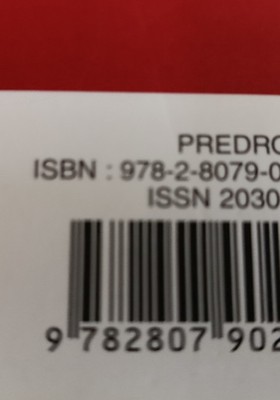 PREDRO
ISBN : 978-2-8079-0
ISSN 2030
9 782807 902